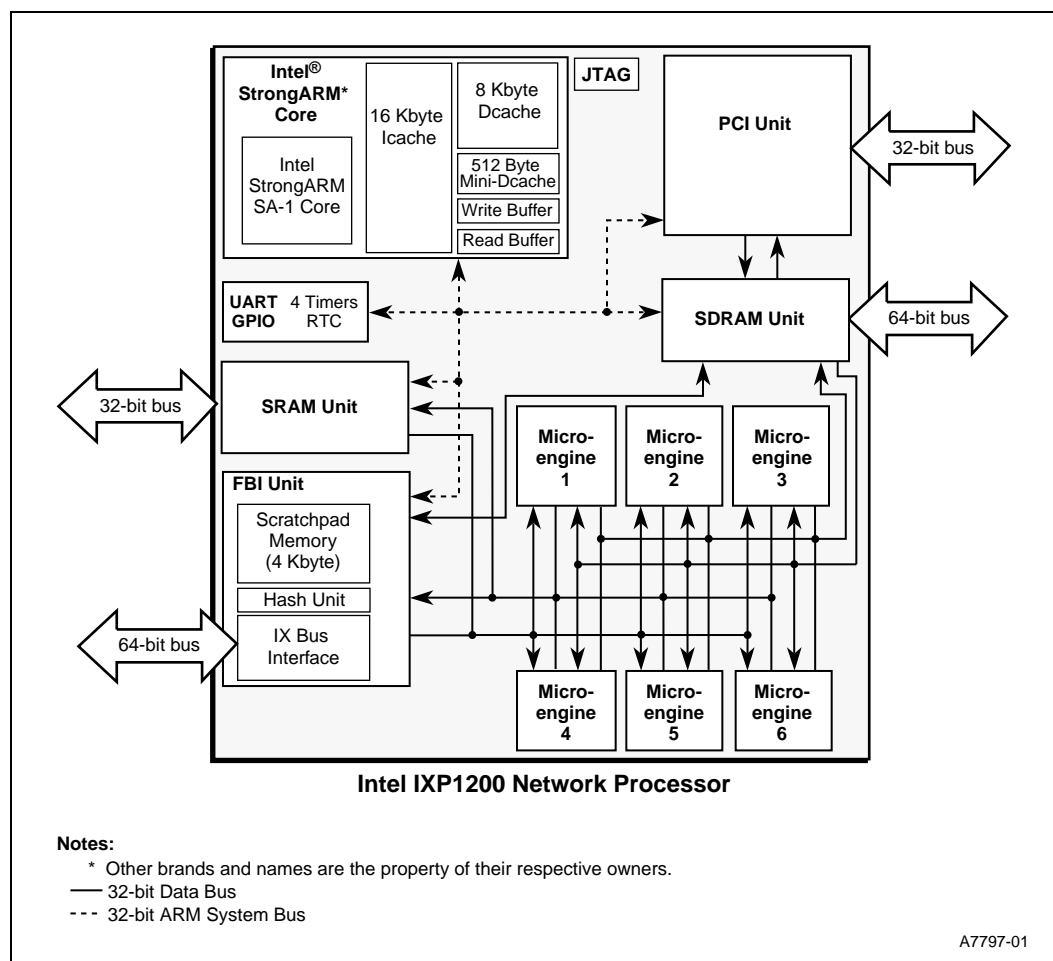 Intel®
StrongARM*
Core
Intel
StrongARM
SA-1 Core
16 Kbyte
Icache
8 Kbyte
Dcache
512 Byte
Mini-Dcache
Write Buffer
Read Buffer
JTAG
PCI Unit
32-bit bus
UART
GPIO
4 Timers
RTC
SDRAM Unit
64-bit bus
32-bit bus
SRAM Unit
FBI Unit
Scratchpad
Memory
(4 Kbyte)
Hash Unit
64-bit bus
IX Bus
Interface
Micro-
engine
1
Micro-
engine
2
Micro-
engine
3
Micro-
engine
4
Micro-
engine
5
Micro-
engine
6
Intel IXP1200 Network Processor
Notes:
* Other brands and names are the property of their respective owners.
32-bit Data Bus
32-bit ARM System Bus
A7797-01